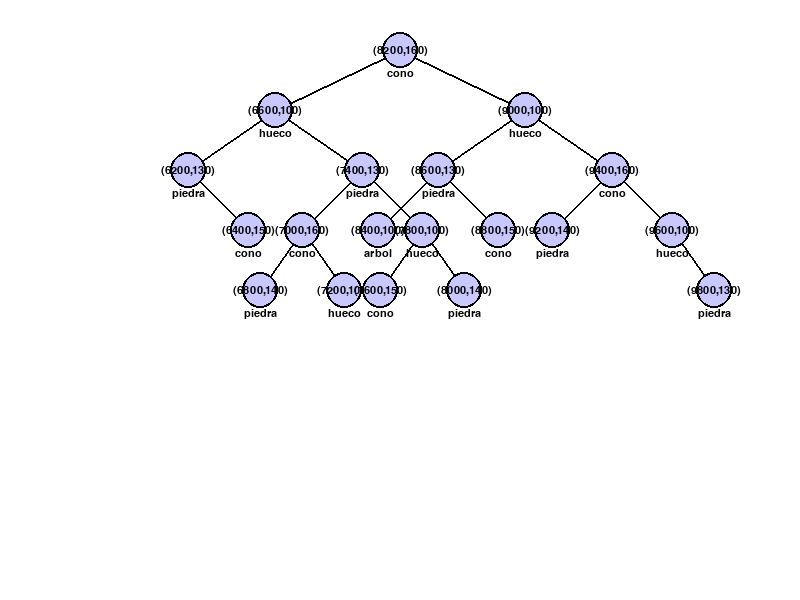 (8200,160)
cono
(6600,100) (9000,100)
hueco hueco
(6200,130) (7400,130) (8600,130) (9400,160)
piedra piedra piedra cono
(6400,150) (7000,160) (8400,100) (7800,100) (8800,150) (9200,140) (9600,100)
cono cono arbol hueco cono piedra hueco
(6800,140) (7200,100) (7600,150) (8000,140) (9800,130)
piedra hueco cono piedra piedra